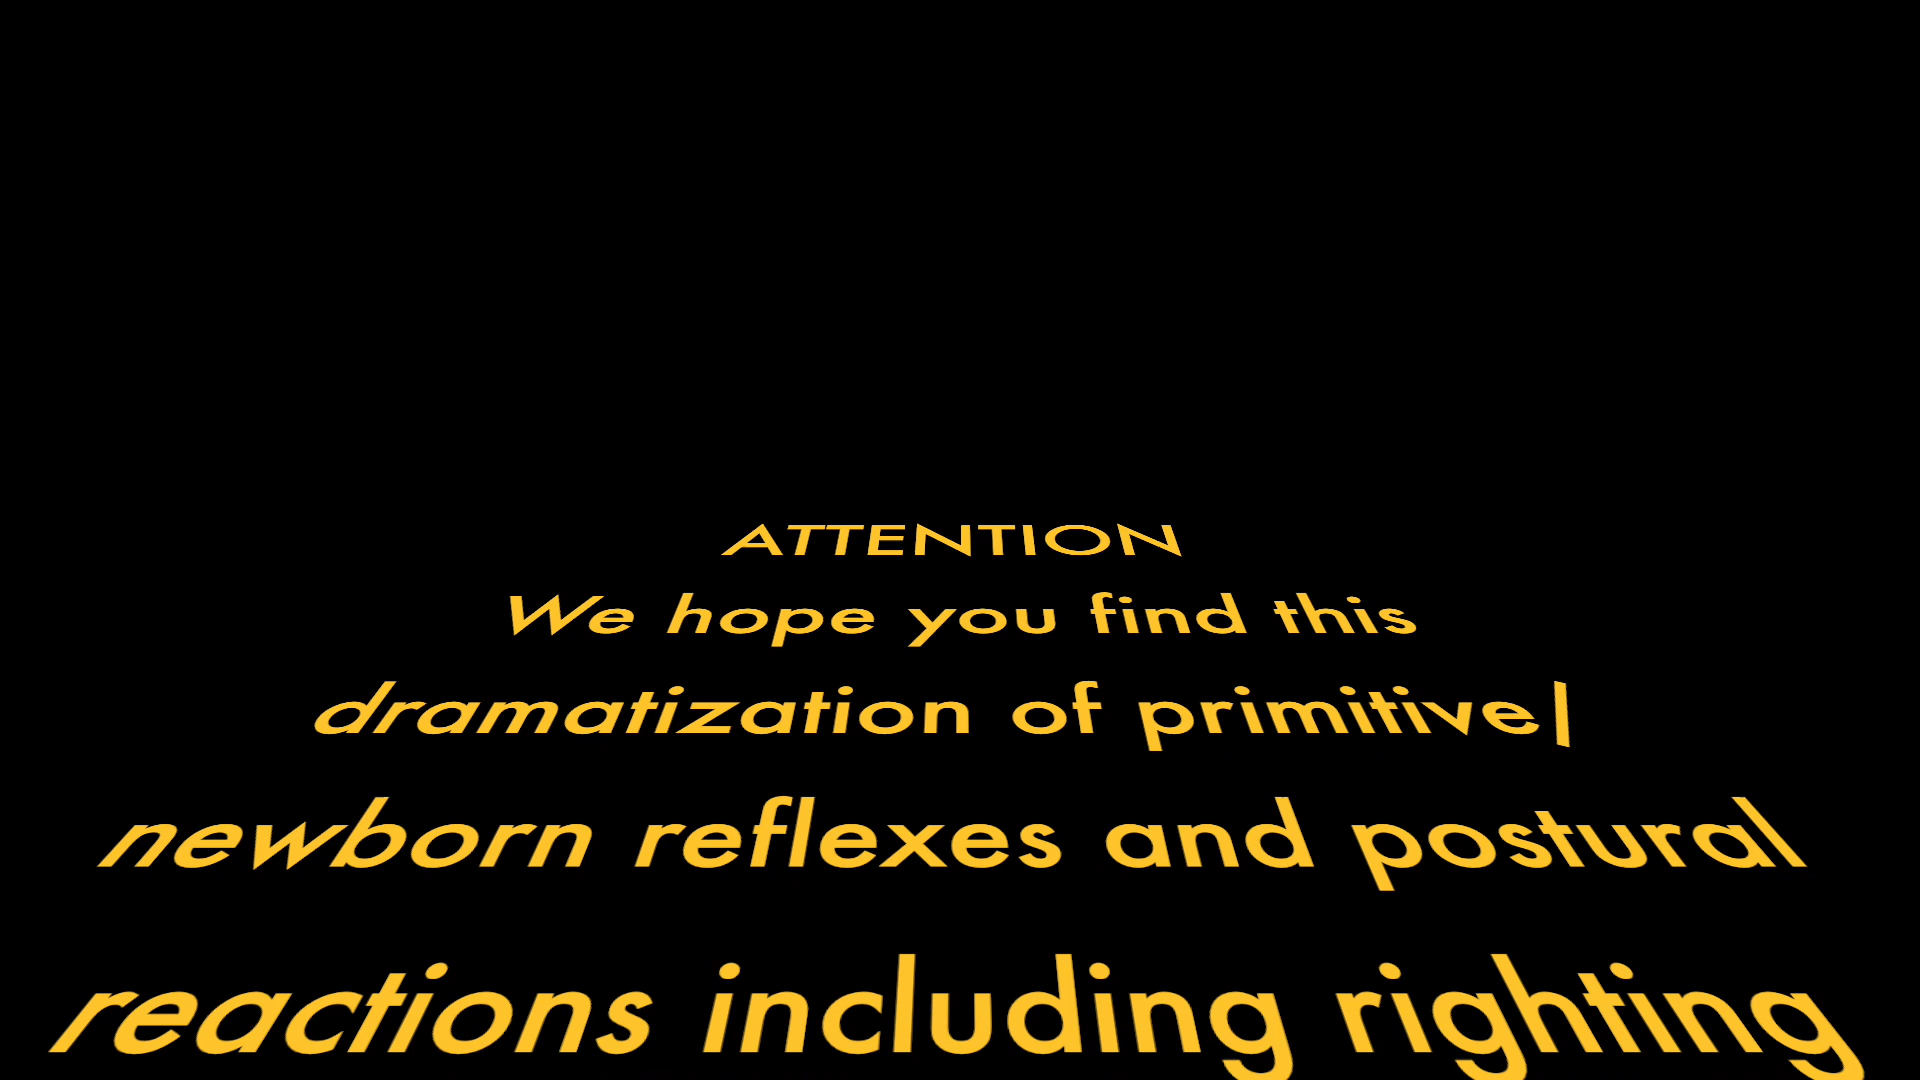 ATTENTION
We hope you find this
dramatization of primitive|
newborn reflexes and postural
reactions including righting